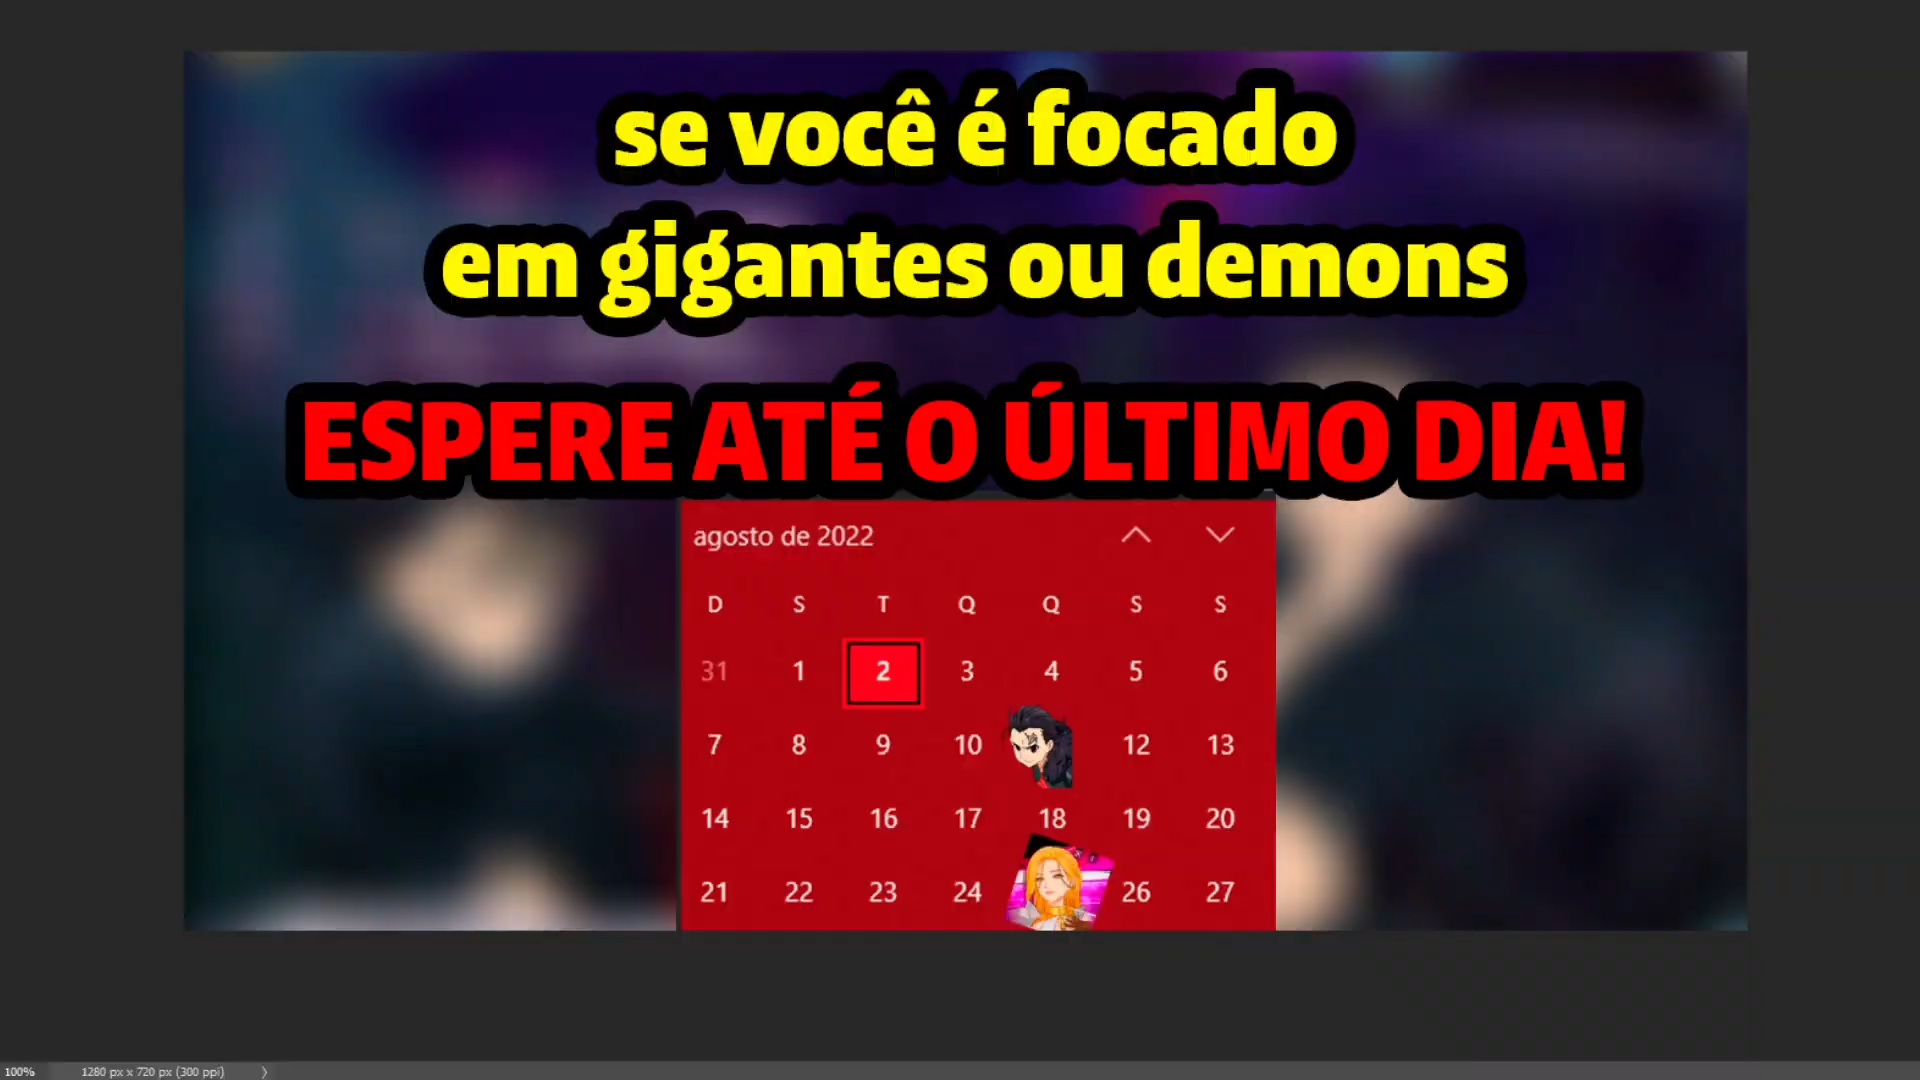 se você é focado
em gigantes ou demons
ESPERE ATÉ O ÚLTIMO DIA!
agosto de 2022
D S T Q Q S S
31 1 2 3 4 5 6
7 8 9 10 12 13
14 15 16 17 18 19 20
21 22 23 24 26 27
100% 1280 px x 720 px (300 ppi)